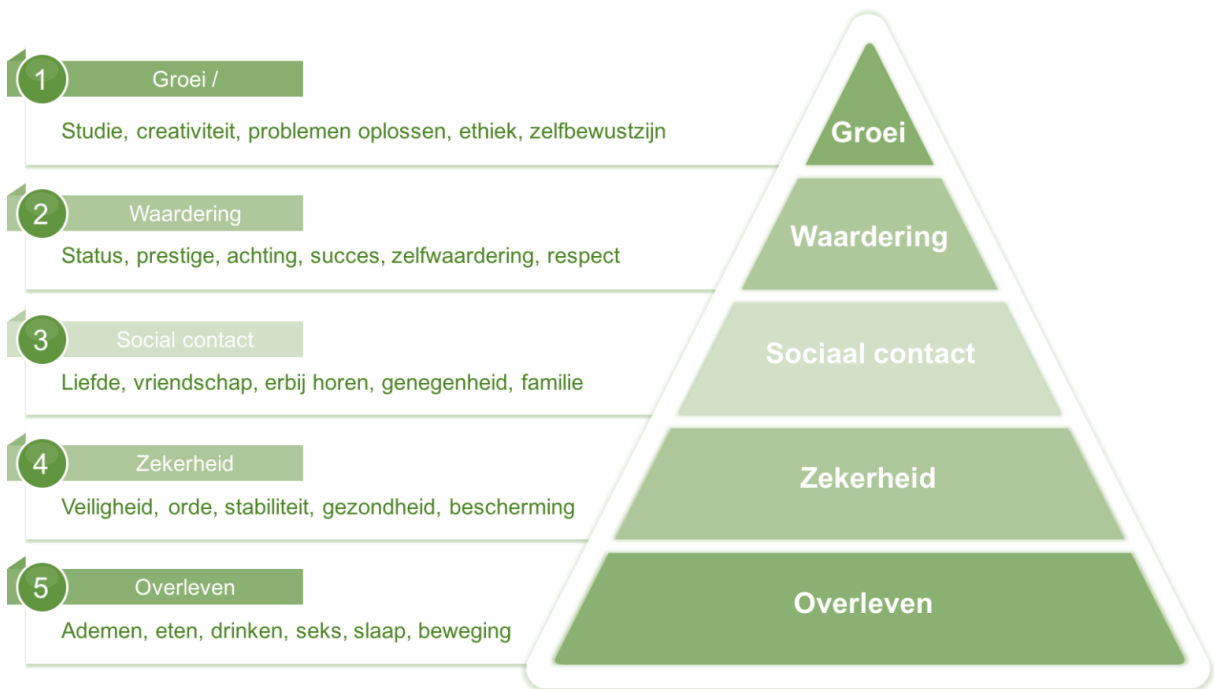 1
Groei /
Studie, creativiteit, problemen oplossen, ethiek, zelfbewustzijn
2
Waardering
Status, prestige, achting, succes, zelfwaardering, respect
3
Social contact
Liefde, vriendschap, erbij horen, genegenheid, familie
4
Zekerheid
Veiligheid, orde, stabiliteit, gezondheid, bescherming
5
Overleven
Ademen, eten, drinken, seks, slaap, beweging
Groei
Waardering
Sociaal contact
Zekerheid
Overleven